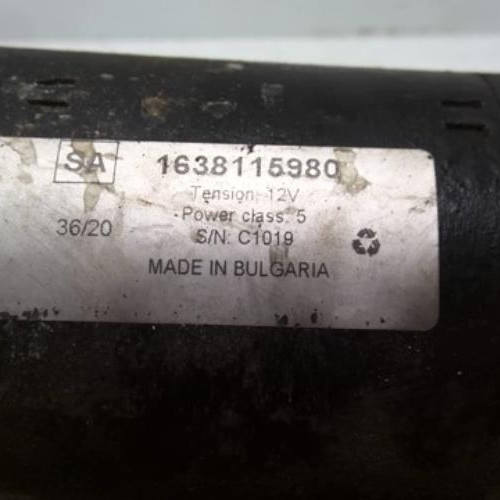 SA 1638115980
Tension: 12V
Power class: 5
36/20 S/N: C1019
MADE IN BULGARIA